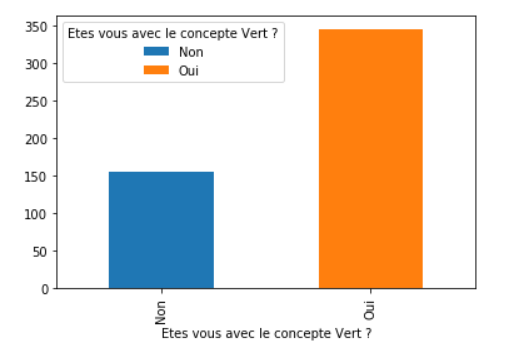 Etes vous avec le concepte Vert ?
Non
Oui
350
300
250
200
150
100
50
0
Non
Oui
Etes vous avec le concepte Vert ?